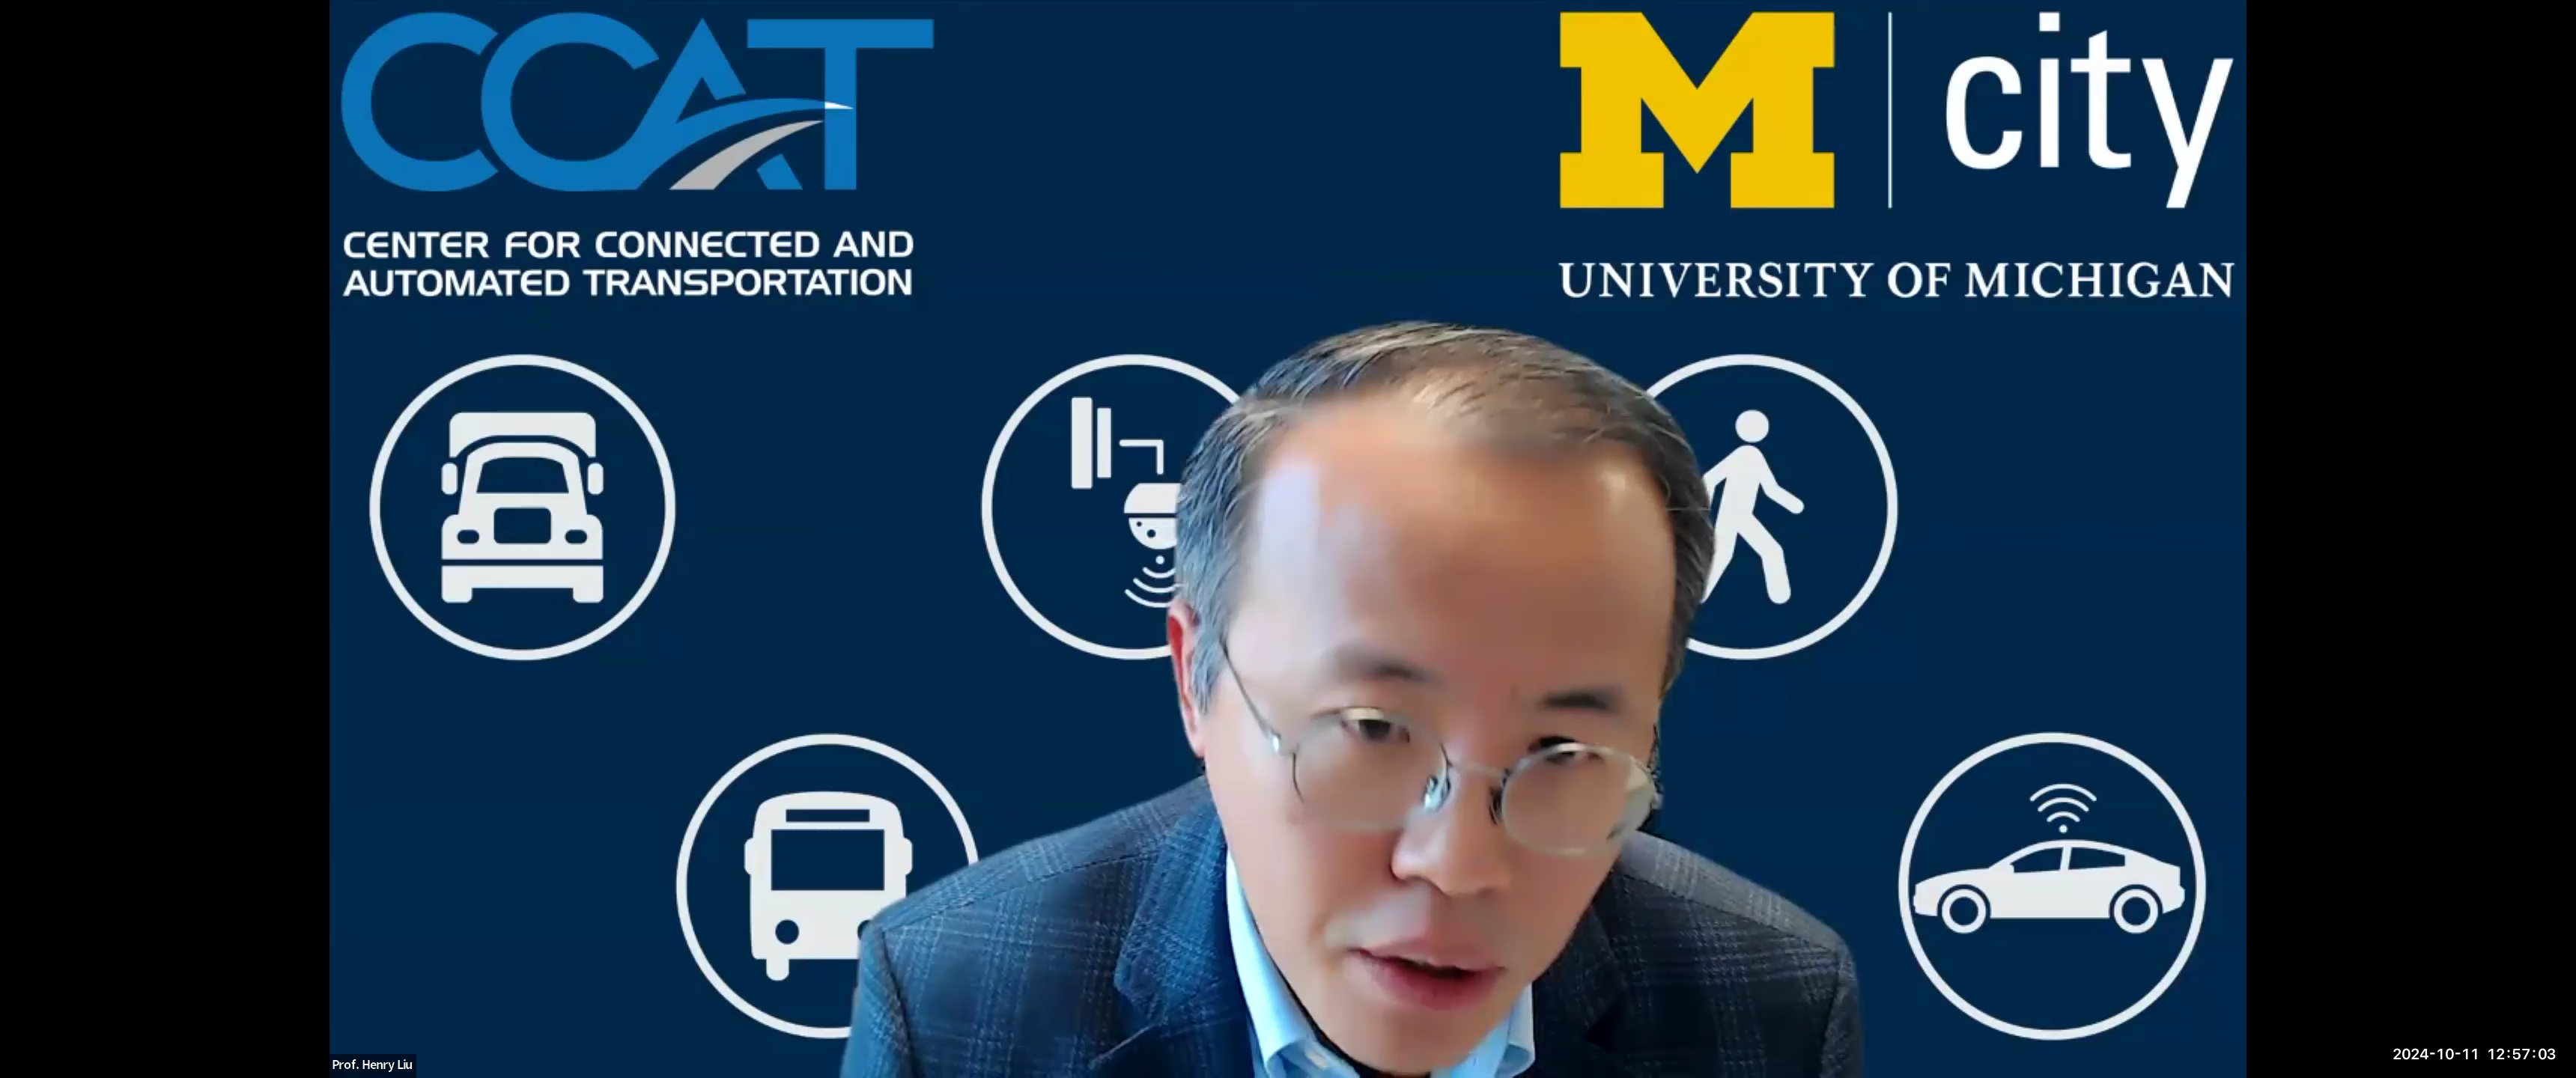 CCAT
CENTER FOR CONNECTED AND
AUTOMATED TRANSPORTATION
M | city
UNIVERSITY OF MICHIGAN
Prof. Henry Liu
2024-10-11 12:57:03